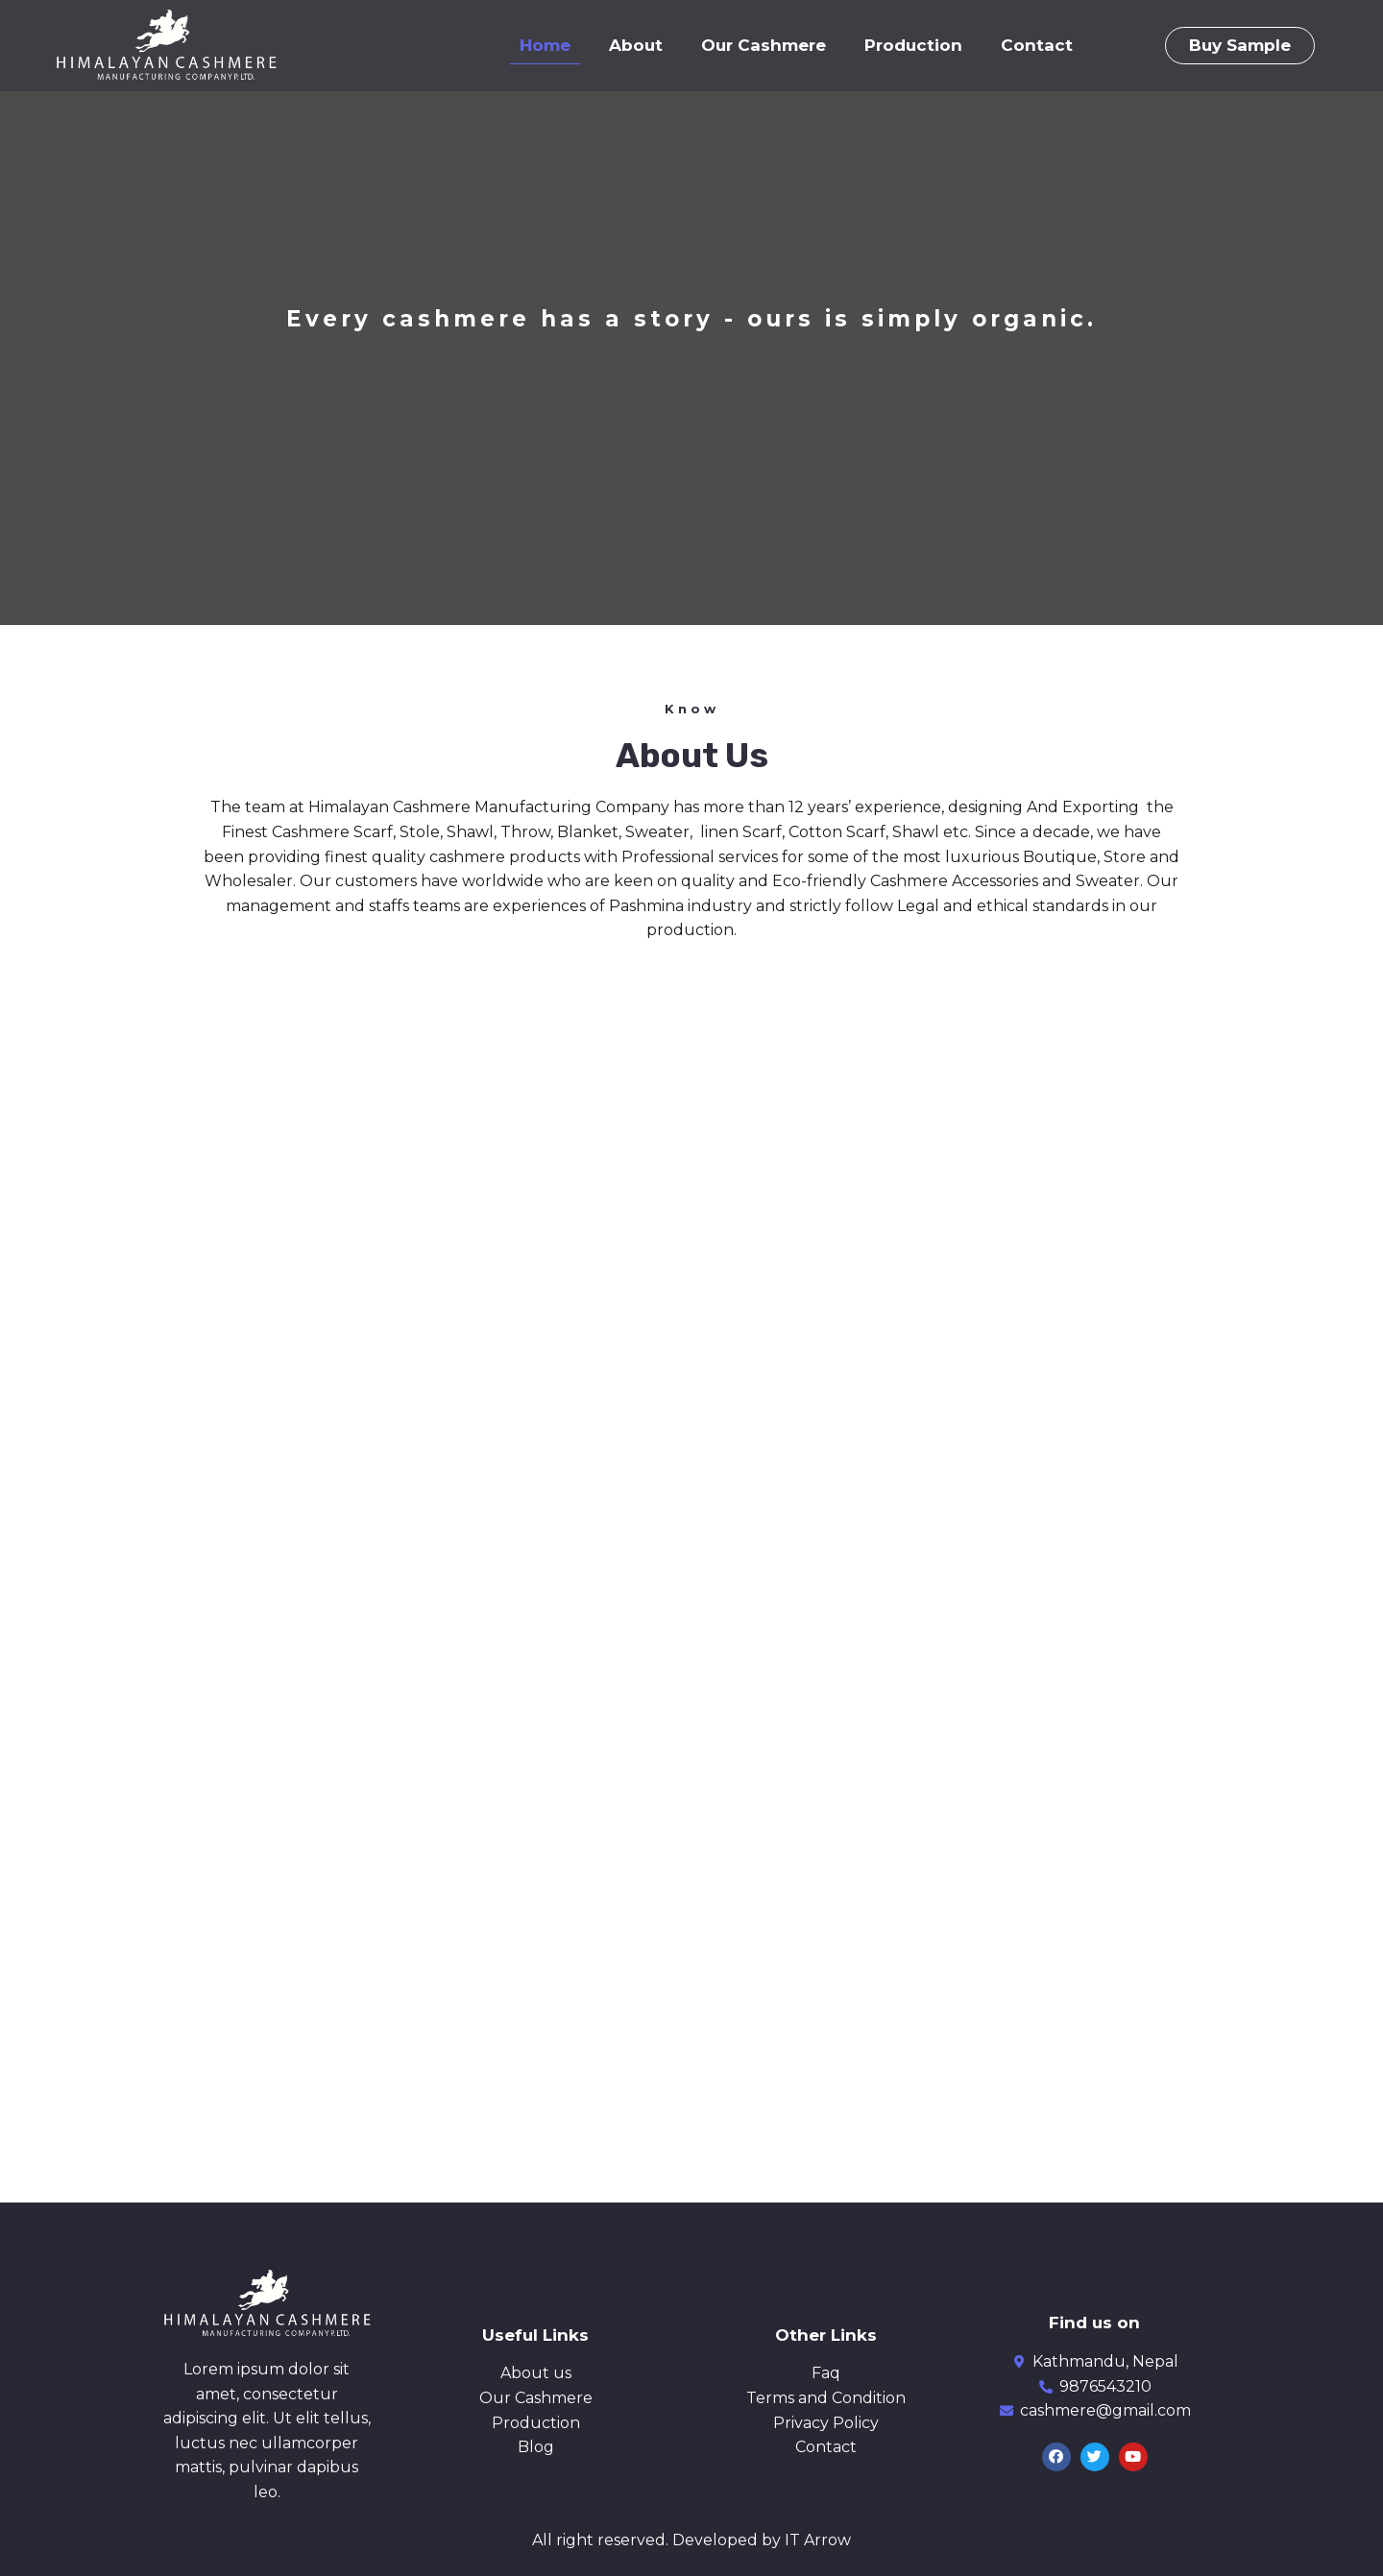 HIMALAYAN CASHMERE
MANUFACTURING COMPANY P. LTD.
Home About Our Cashmere Production Contact Buy Sample
Every cashmere has a story - ours is simply organic.
Know
About Us
The team at Himalayan Cashmere Manufacturing Company has more than 12 years’ experience, designing And Exporting  the
Finest Cashmere Scarf, Stole, Shawl, Throw, Blanket, Sweater,  linen Scarf, Cotton Scarf, Shawl etc. Since a decade, we have
been providing finest quality cashmere products with Professional services for some of the most luxurious Boutique, Store and
Wholesaler. Our customers have worldwide who are keen on quality and Eco-friendly Cashmere Accessories and Sweater. Our
management and staffs teams are experiences of Pashmina industry and strictly follow Legal and ethical standards in our
production.
HIMALAYAN CASHMERE
MANUFACTURING COMPANY P. LTD.
Lorem ipsum dolor sit
amet, consectetur
adipiscing elit. Ut elit tellus,
luctus nec ullamcorper
mattis, pulvinar dapibus
leo.
Useful Links
About us
Our Cashmere
Production
Blog
Other Links
Faq
Terms and Condition
Privacy Policy
Contact
Find us on
Kathmandu, Nepal
9876543210
cashmere@gmail.com
All right reserved. Developed by IT Arrow